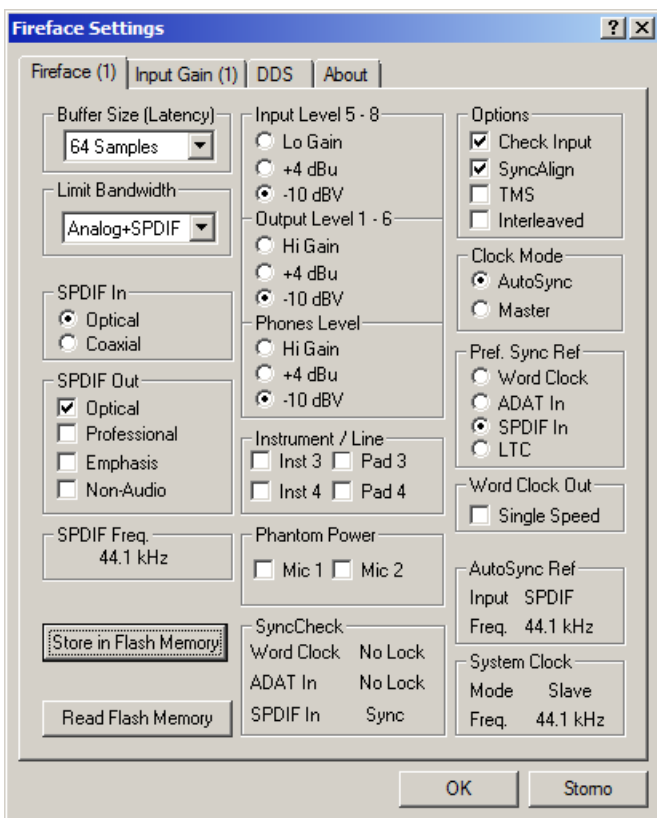 Fireface Settings
Fireface (1)
Input Gain (1)
DDS
About
Buffer Size (Latency)
64 Samples
Limit Bandwidth
Analog+SPDIF
SPDIF In
Optical
Coaxial
SPDIF Out
Optical
Professional
Emphasis
Non-Audio
SPDIF Freq.
44.1 kHz
Store in Flash Memory
Read Flash Memory
Input Level 5 - 8
Lo Gain
+4 dBu
-10 dBV
Output Level 1 - 6
Hi Gain
+4 dBu
-10 dBV
Phones Level
Hi Gain
+4 dBu
-10 dBV
Instrument / Line
Inst 3 Pad 3
Inst 4 Pad 4
Phantom Power
Mic 1 Mic 2
SyncCheck
Word Clock No Lock
ADAT In No Lock
SPDIF In Sync
Options
Check Input
SyncAlign
TMS
Interleaved
Clock Mode
AutoSync
Master
Pref. Sync Ref
Word Clock
ADAT In
SPDIF In
LTC
Word Clock Out
Single Speed
AutoSync Ref
Input SPDIF
Freq. 44.1 kHz
System Clock
Mode Slave
Freq. 44.1 kHz
OK
Storno